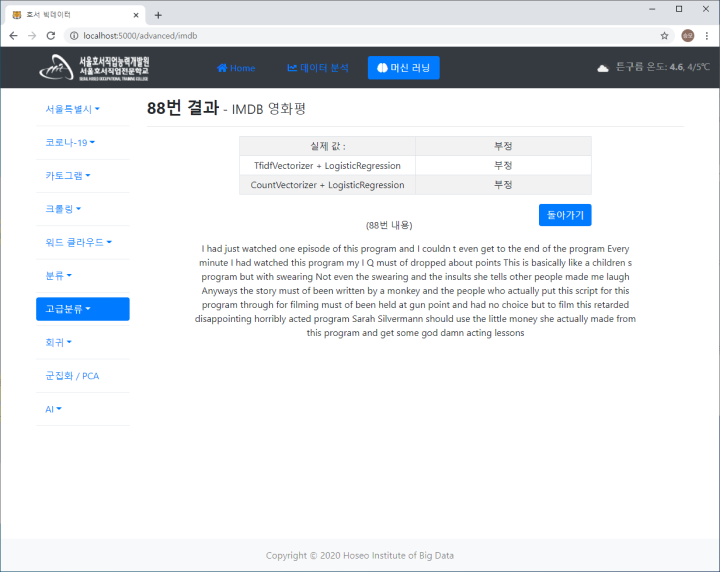 호서 빅데이터
localhost:5000/advanced/imdb
서울호서직업능력개발원
서울호서직업전문학교
SEOUL HOSEO OCCUPATIONAL TRAINING COLLEGE
Home
데이터 분석
머신 러닝
튼구름 온도: 4.6, 4/5℃
서울특별시
코로나-19
카토그램
크롤링
워드 클라우드
분류
고급분류
회귀
군집화 / PCA
AI
88번 결과 - IMDB 영화평
실제 값 : 부정
TfidfVectorizer + LogisticRegression 부정
CountVectorizer + LogisticRegression 부정
돌아가기
(88번 내용)
I had just watched one episode of this program and I couldn t even get to the end of the program Every
minute I had watched this program my I Q must of dropped about points This is basically like a children s
program but with swearing Not even the swearing and the insults she tells other people made me laugh
Anyways the story must of been written by a monkey and the people who actually put this script for this
program through for filming must of been held at gun point and had no choice but to film this retarded
disappointing horribly acted program Sarah Silvermann should use the little money she actually made from
this program and get some god damn acting lessons
Copyright © 2020 Hoseo Institute of Big Data